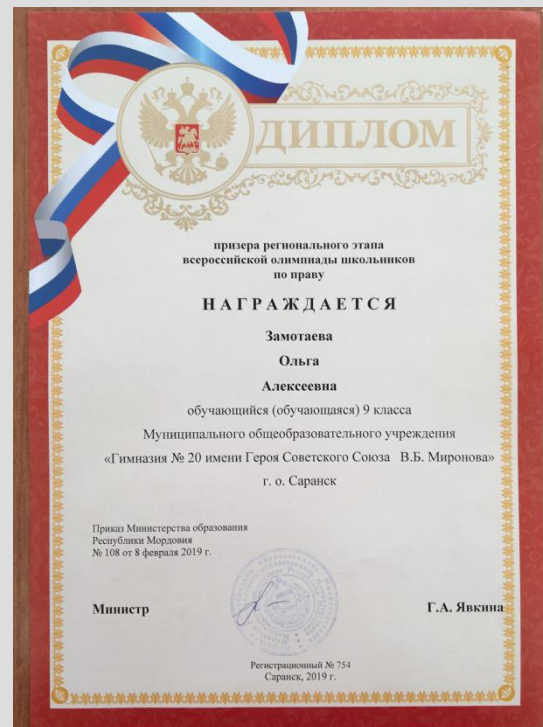 ДИПЛОМ
призера регионального этапа
всероссийской олимпиады школьников
по праву
НАГРАЖДАЕТСЯ
Замотаева
Ольга
Алексеевна
обучающийся (обучающаяся) 9 класса
Муниципального общеобразовательного учреждения
«Гимназия № 20 имени Героя Советского Союза В.Б. Миронова»
г. о. Саранск
Приказ Министерства образования
Республики Мордовия
№ 108 от 8 февраля 2019 г.
Министр
Г.А. Явкина
Регистрационный № 754
Саранск, 2019 г.